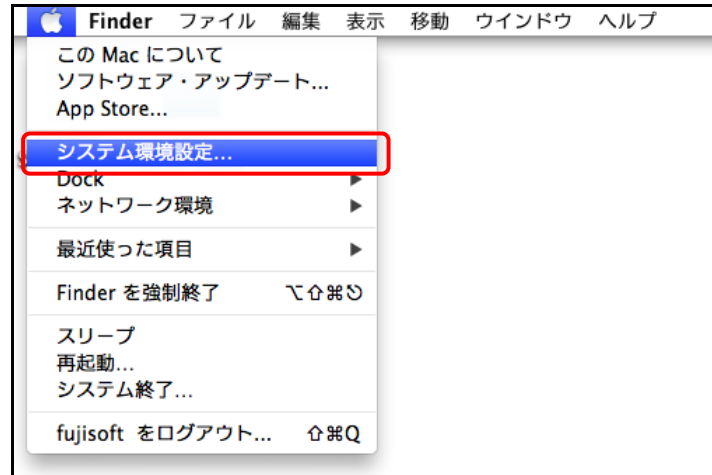 Finder ファイル 編集 表示 移動 ウインドウ ヘルプ
この Mac について
ソフトウェア・アップデート...
App Store...
システム環境設定...
Dock ▶
ネットワーク環境 ▶
最近使った項目 ▶
Finder を強制終了 ⌥⇧⌘⎋
スリープ
再起動...
システム終了...
fujisoft をログアウト... ⇧⌘Q